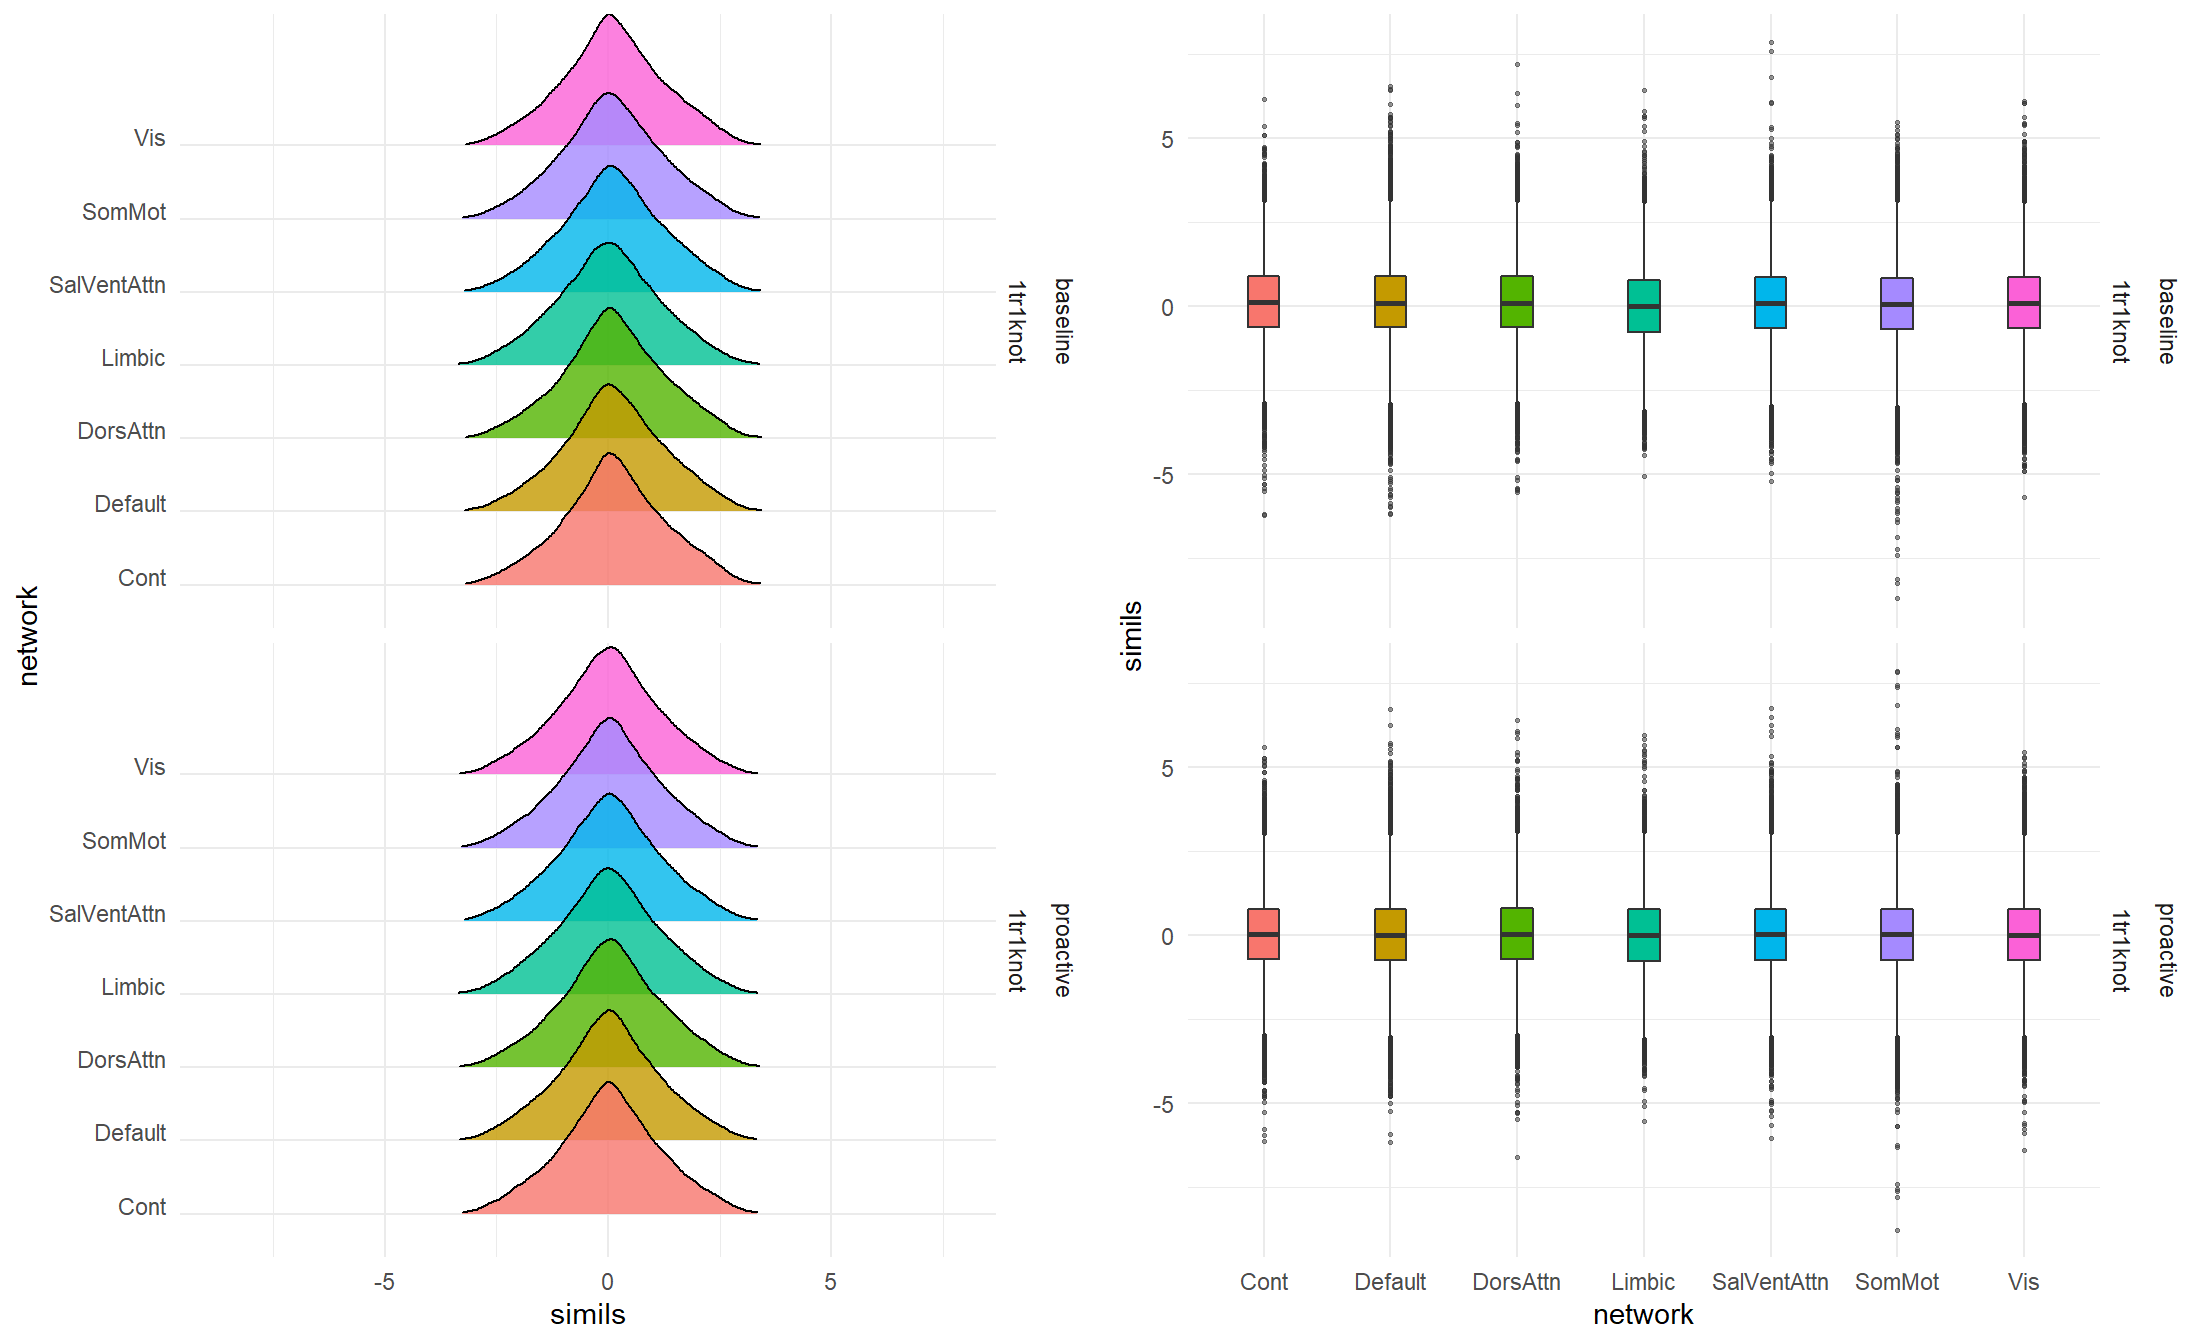 network
Vis
SomMot
SalVentAttn
Limbic
DorsAttn
Default
Cont
1tr1knot
baseline
Vis
SomMot
SalVentAttn
Limbic
DorsAttn
Default
Cont
1tr1knot
proactive
-5 0 5
simils
simils
5
0
-5
1tr1knot
baseline
5
0
-5
1tr1knot
proactive
Cont Default DorsAttn Limbic SalVentAttn SomMot Vis
network